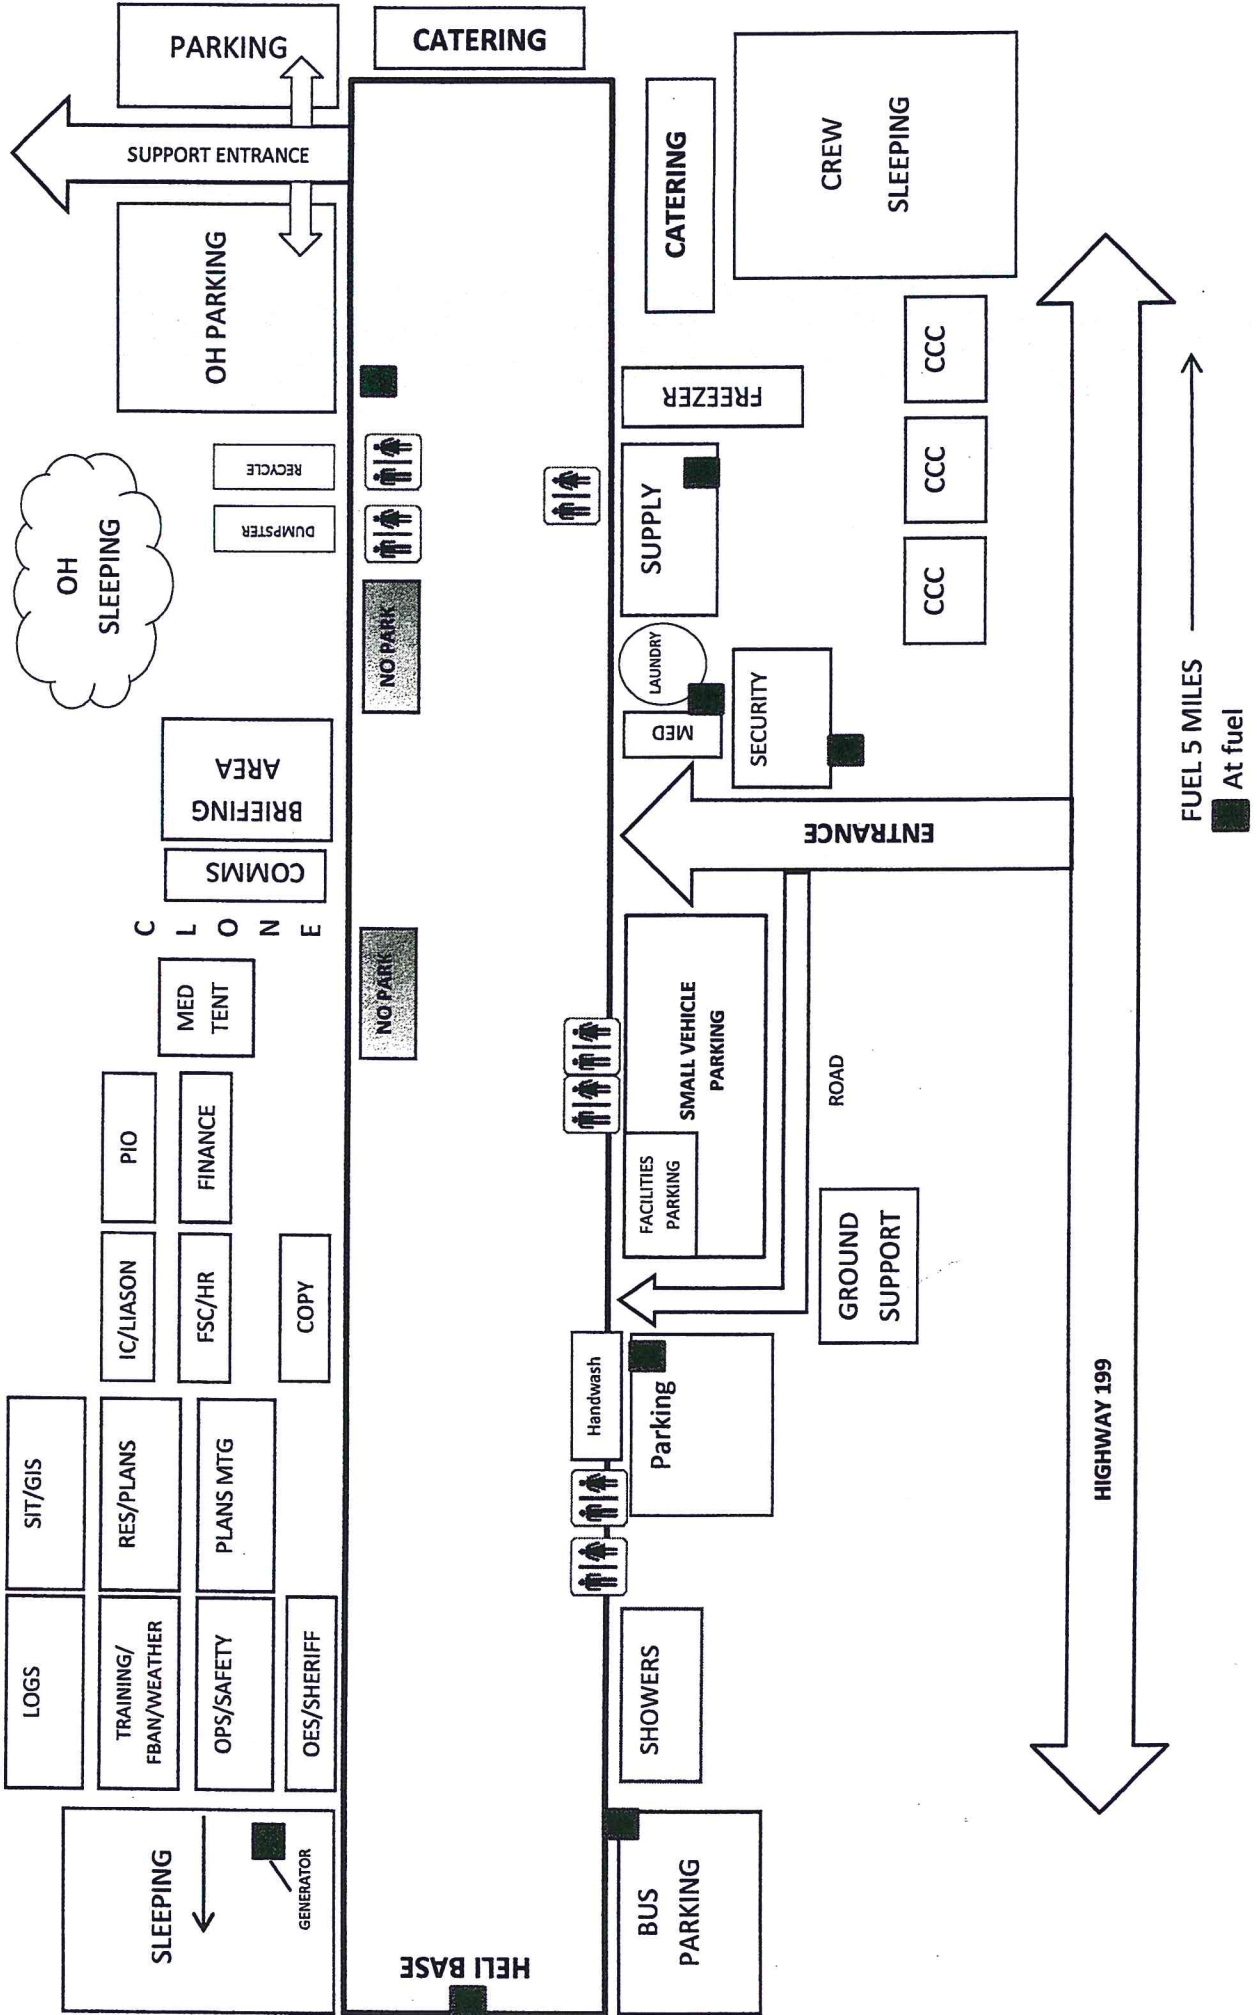 SLEEPING
GENERATOR
LOGS
SIT/GIS
TRAINING/
FBAN/WEATHER
RES/PLANS
OPS/SAFETY
PLANS MTG
OES/SHERIFF
IC/LIASON
PIO
FSC/HR
FINANCE
COPY
MED
TENT
C
L
O
N
E
COMMS
BRIEFING
AREA
OH
SLEEPING
DUMPSTER
RECYCLE
OH PARKING
SUPPORT ENTRANCE
PARKING
HELI BASE
NO PARK
NO PARK
CATERING
BUS
PARKING
SHOWERS
Handwash
Parking
FACILITIES
PARKING
SMALL VEHICLE
PARKING
ROAD
GROUND
SUPPORT
ENTRANCE
MED
LAUNDRY
SECURITY
SUPPLY
FREEZER
CATERING
CREW
SLEEPING
CCC
CCC
CCC
HIGHWAY 199
FUEL 5 MILES
At fuel